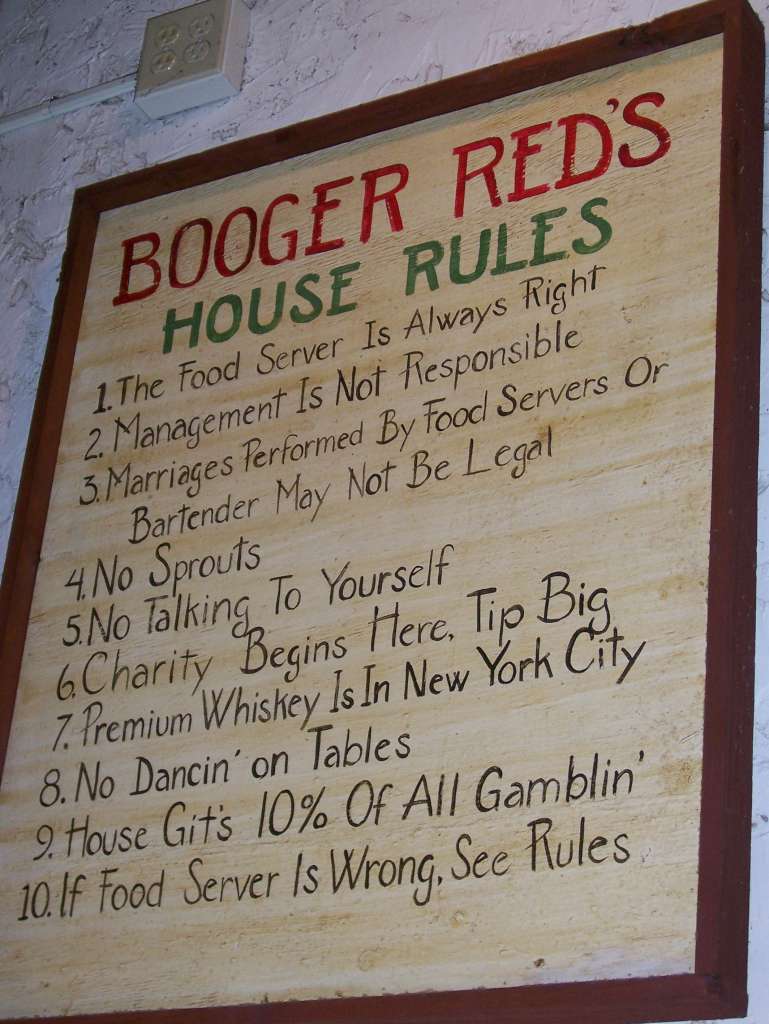 BOOGER RED'S
HOUSE RULES
1. The Food Server Is Always Right
2. Management Is Not Responsible
3. Marriages Performed By Food Servers Or
Bartender May Not Be Legal
4. No Sprouts
5. No Talking To Yourself
6. Charity Begins Here, Tip Big
7. Premium Whiskey Is In New York City
8. No Dancin' on Tables
9. House Git's 10% Of All Gamblin'
10. If Food Server Is Wrong, See Rules